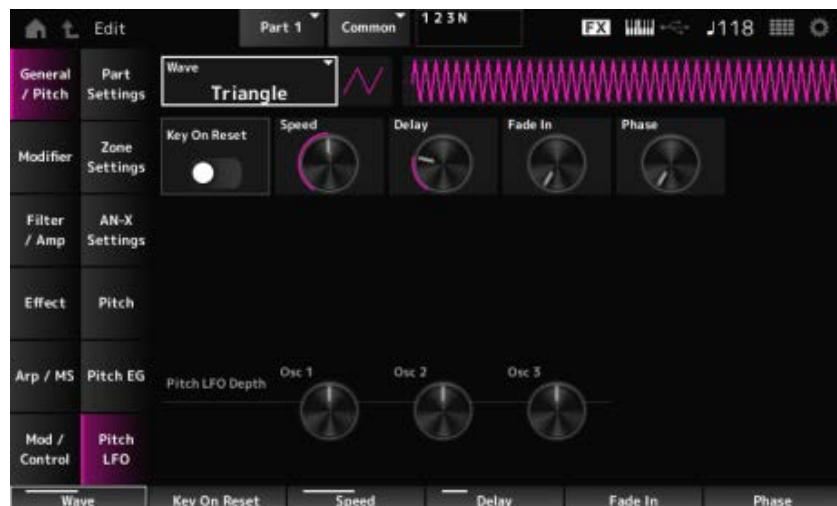 Edit
Part 1
Common
1 2 3 N
FX
♩118
General / Pitch
Part Settings
Wave
Triangle
Key On Reset
Speed
Delay
Fade In
Phase
Modifier
Zone Settings
Filter / Amp
AN-X Settings
Effect
Pitch
Arp / MS
Pitch EG
Pitch LFO Depth
Osc 1
Osc 2
Osc 3
Mod / Control
Pitch LFO
Wave
Key On Reset
Speed
Delay
Fade In
Phase